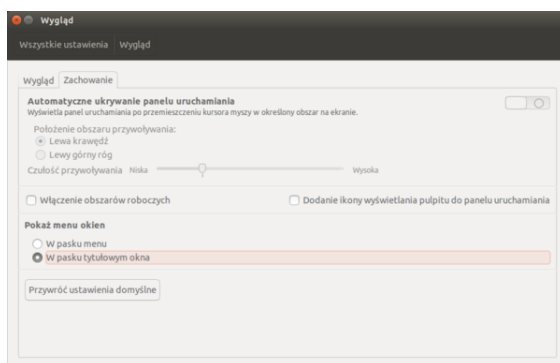 Wygląd
Wszystkie ustawienia Wygląd
Wygląd Zachowanie
Automatyczne ukrywanie panelu uruchamiania
Wyświetla panel uruchamiania po przemieszczeniu kursora myszy w określony obszar na ekranie.
Położenie obszaru przywoływania:
Lewa krawędź
Lewy górny róg
Czułość przywoływania Niska Wysoka
Włączenie obszarów roboczych Dodanie ikony wyświetlania pulpitu do panelu uruchamiania
Pokaż menu okien
W pasku menu
W pasku tytułowym okna
Przywróć ustawienia domyślne